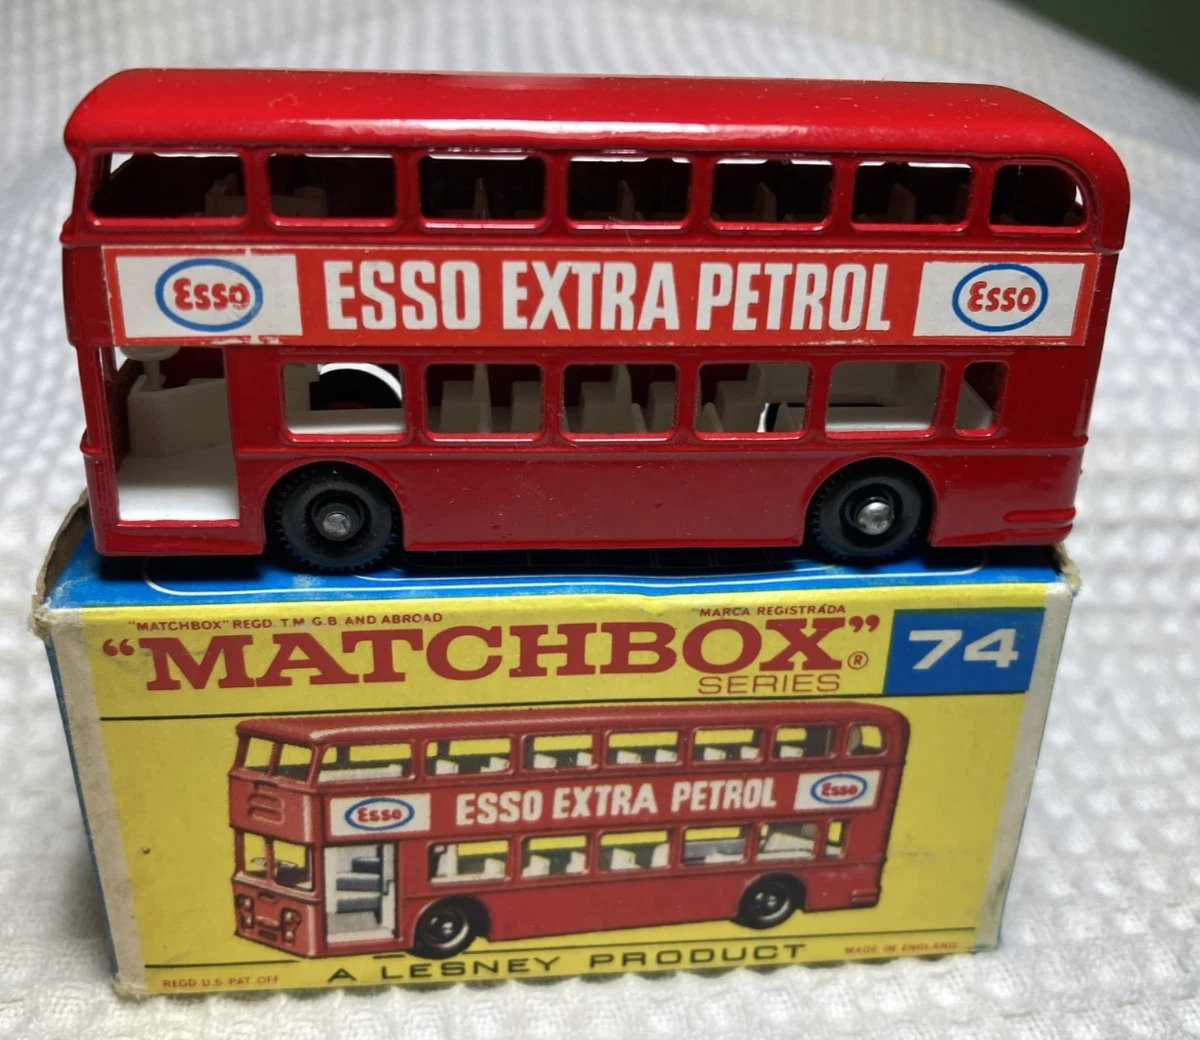 Esso ESSO EXTRA PETROL Esso
"MATCHBOX" REGD. T.M G.B. AND ABROAD MARCA REGISTRADA
"MATCHBOX"®
SERIES
74
Esso ESSO EXTRA PETROL Esso
REGD. U.S. PAT. OFF A LESNEY PRODUCT MADE IN ENGLAND